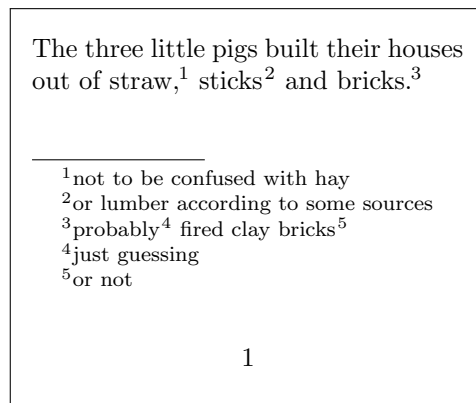 The three little pigs built their houses
out of straw,¹ sticks² and bricks.³
¹not to be confused with hay
²or lumber according to some sources
³probably⁴ fired clay bricks⁵
⁴just guessing
⁵or not
1